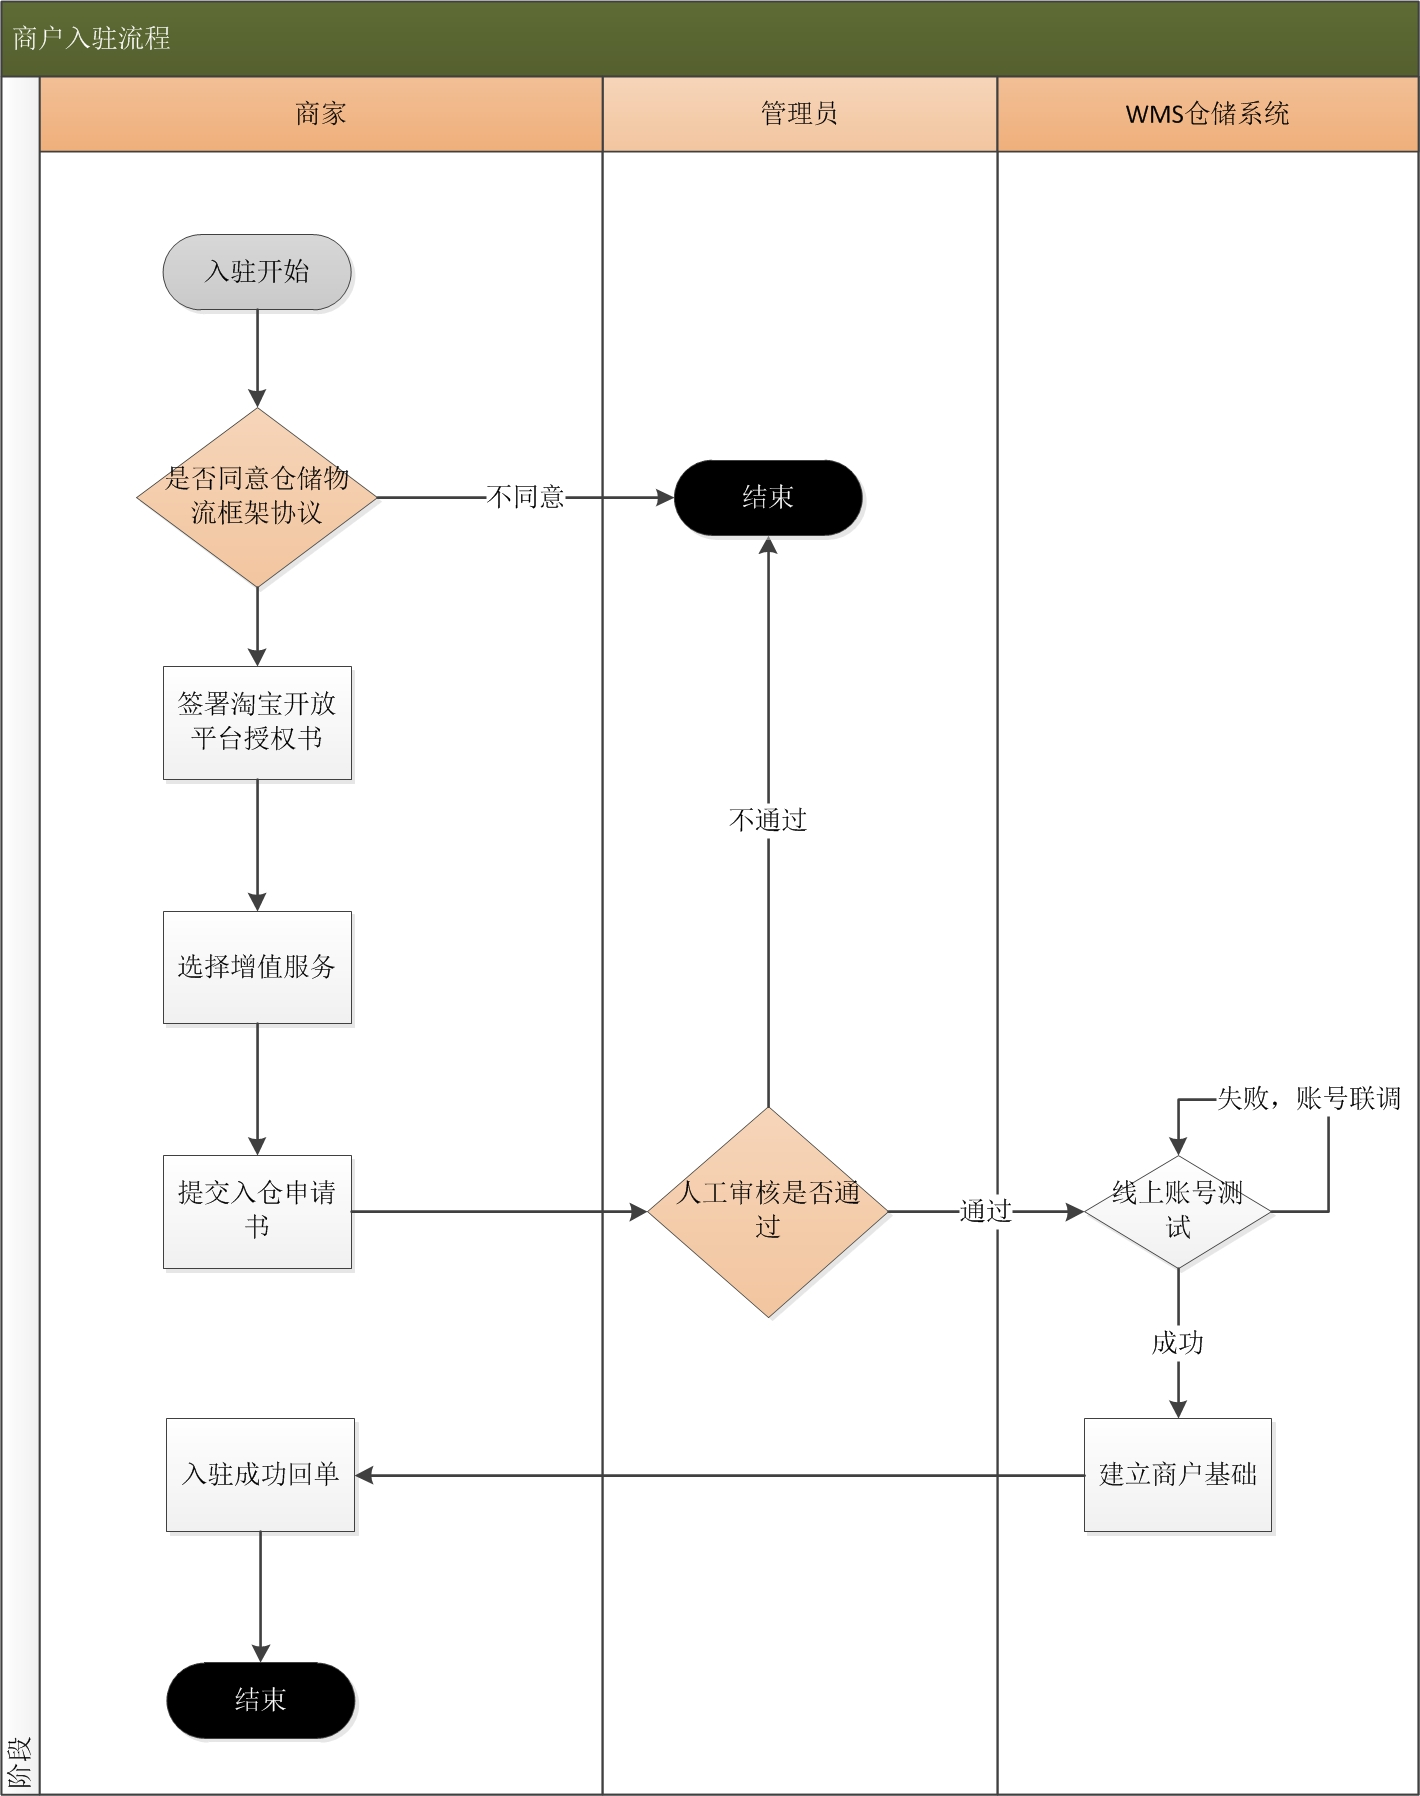 商户入驻流程
商家
管理员
WMS仓储系统
入驻开始
是否同意仓储物
流框架协议
不同意
结束
签署淘宝开放
平台授权书
不通过
选择增值服务
失败，账号联调
提交入仓申请
书
人工审核是否通
过
通过
线上账号测
试
成功
入驻成功回单
建立商户基础
结束
阶段